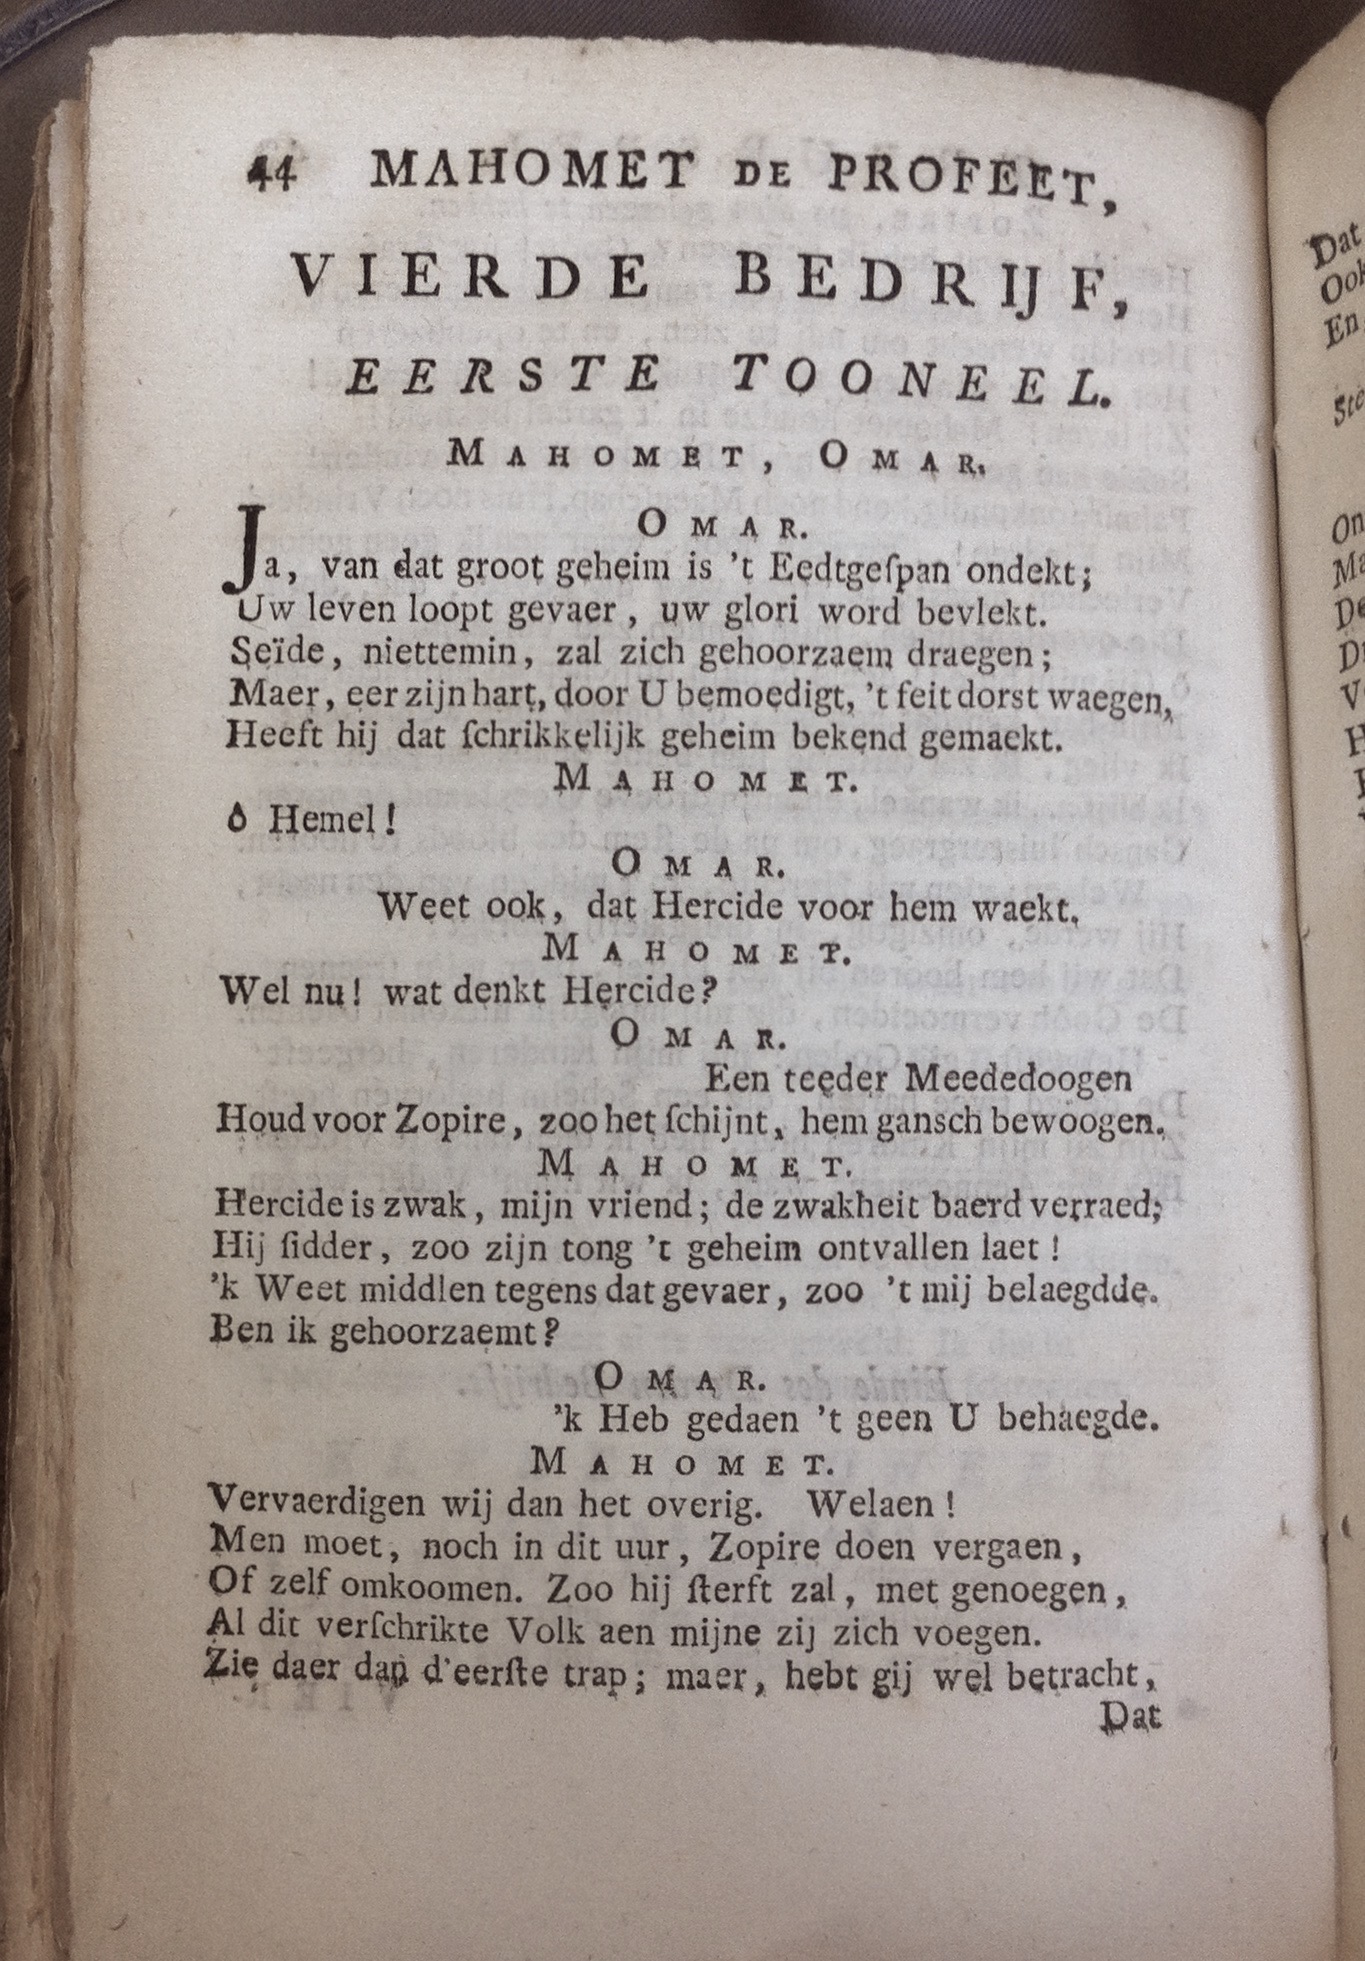 44 MAHOMET DE PROFEET,
VIERDE BEDRIJF,
EERSTE TOONEEL.
MAHOMET, OMAR.
OMAR.
Ja, van dat groot geheim is 't Eedtgeſpan ondekt;
Uw leven loopt gevaer, uw glori word bevlekt.
Seïde, niettemin, zal zich gehoorzaem draegen;
Maer, eer zijn hart, door U bemoedigt, 't feit dorst waegen,
Heeft hij dat ſchrikkelijk geheim bekend gemaekt.
MAHOMET.
ô Hemel!
OMAR.
Weet ook, dat Hercide voor hem waekt.
MAHOMET.
Wel nu! wat denkt Hercide?
OMAR.
Een teeder Meededoogen
Houd voor Zopire, zoo het ſchijnt, hem gansch bewoogen.
MAHOMET.
Hercide is zwak, mijn vriend; de zwakheit baerd verraed;
Hij ſidder, zoo zijn tong 't geheim ontvallen laet!
'k Weet middlen tegens dat gevaer, zoo 't mij belaegdde.
Ben ik gehoorzaemt?
OMAR.
'k Heb gedaen 't geen U behaegde.
MAHOMET.
Vervaerdigen wij dan het overig. Welaen!
Men moet, noch in dit uur, Zopire doen vergaen,
Of zelf omkoomen. Zoo hij ſterft zal, met genoegen,
Al dit verſchrikte Volk aen mijne zij zich voegen.
Zie daer dan d'eerſte trap; maer, hebt gij wel betracht,
Dat
Dat
Ook
En
On